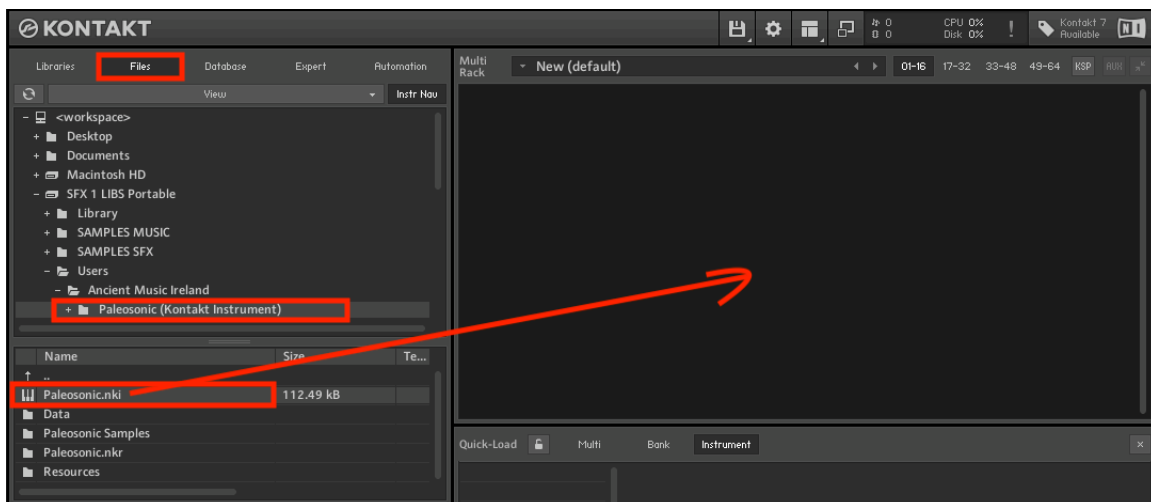 KONTAKT
0
0
CPU 0%
Disk 0%
!
Kontakt 7
Available
NI
Libraries Files Database Expert Automation
View Instr Nav
- <workspace>
+ Desktop
+ Documents
+ Macintosh HD
- SFX 1 LIBS Portable
+ Library
+ SAMPLES MUSIC
+ SAMPLES SFX
- Users
- Ancient Music Ireland
+ Paleosonic (Kontakt Instrument)
Name Size Te...
↑ ..
Paleosonic.nki 112.49 kB
Data
Paleosonic Samples
Paleosonic.nkr
Resources
Multi
Rack
New (default) 01-16 17-32 33-48 49-64 KSP AUX
Quick-Load Multi Bank Instrument ×